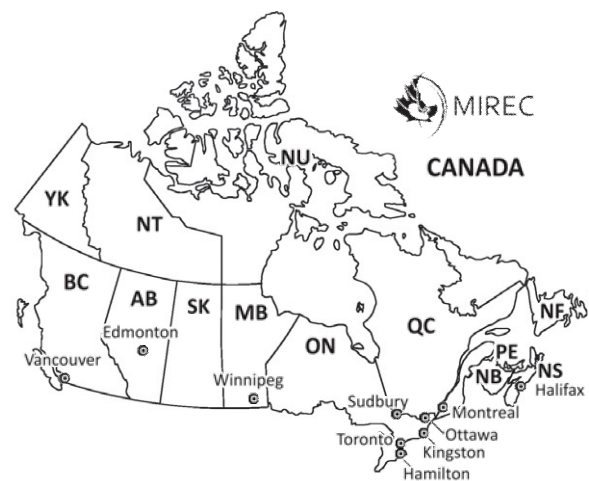 MIREC
CANADA
NU
YK
NT
BC
AB
SK
MB
ON
QC
NF
PE
NB
NS
Edmonton
Vancouver
Winnipeg
Halifax
Sudbury
Montreal
Toronto
Ottawa
Kingston
Hamilton